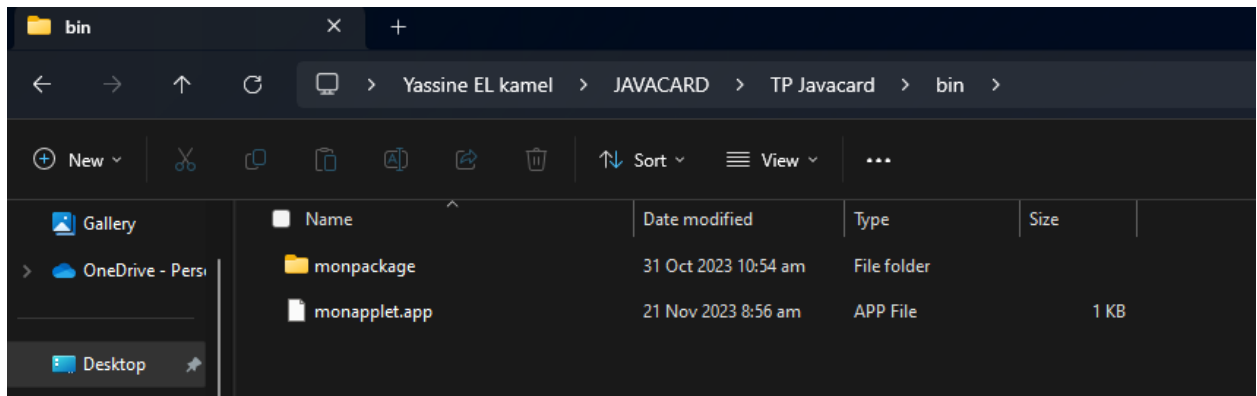 bin
Yassine EL kamel > JAVACARD > TP Javacard > bin >
New Sort View
Gallery
OneDrive - Pers
Desktop
Name Date modified Type Size
monpackage 31 Oct 2023 10:54 am File folder
monapplet.app 21 Nov 2023 8:56 am APP File 1 KB